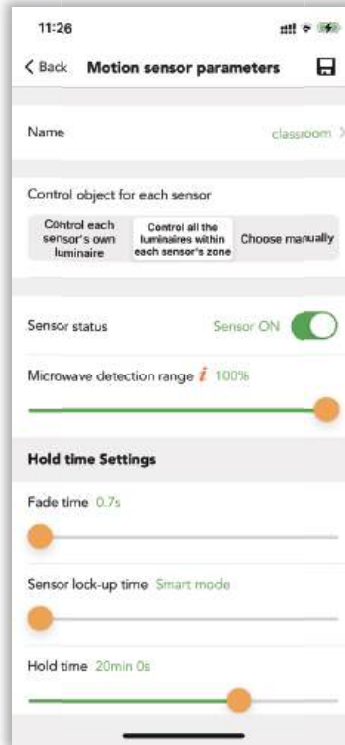 11:26
Back Motion sensor parameters
Name classroom
Control object for each sensor
Control each
sensor's own
luminaire
Control all the
luminaires within
each sensor's zone
Choose manually
Sensor status Sensor ON
Microwave detection range i 100%
Hold time Settings
Fade time 0.7s
Sensor lock-up time Smart mode
Hold time 20min 0s